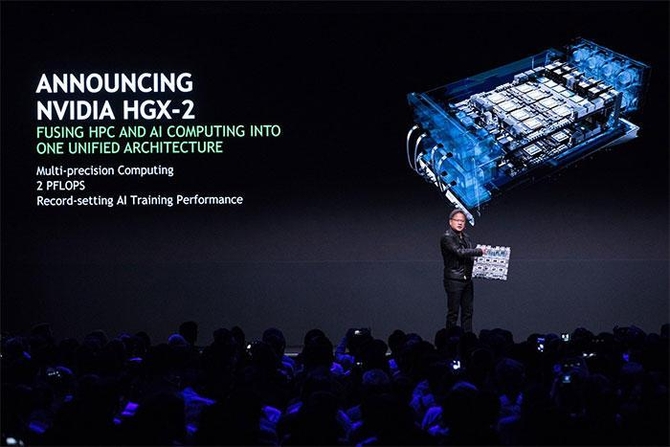 ANNOUNCING
NVIDIA HGX-2
FUSING HPC AND AI COMPUTING INTO
ONE UNIFIED ARCHITECTURE
Multi-precision Computing
2 PFLOPS
Record-setting AI Training Performance